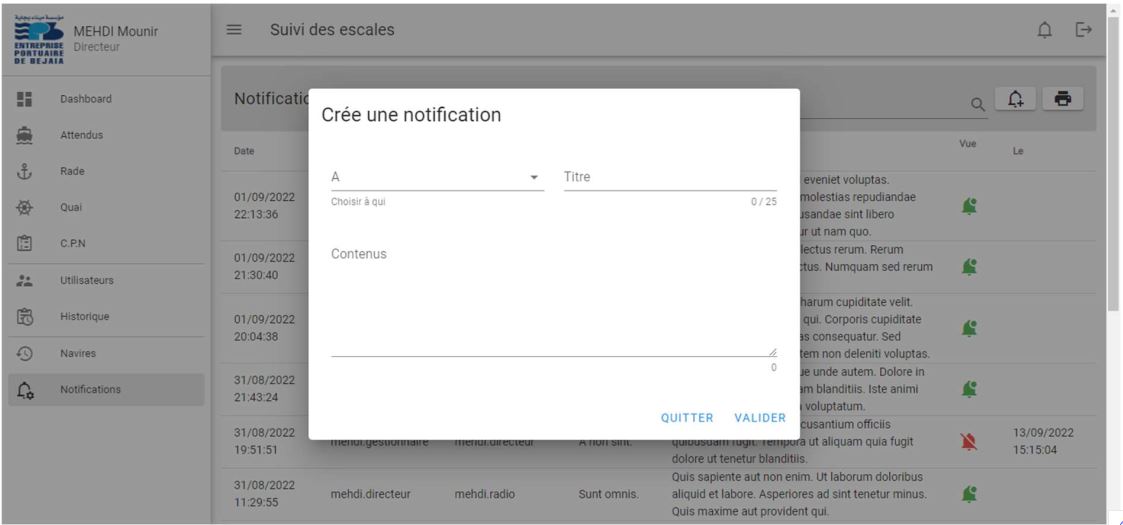 MEHDI Mounir
Directeur
ENTREPRISE
PORTUAIRE
DE BEJAIA
Suivi des escales
Dashboard
Attendus
Rade
Quai
C.P.N
Utilisateurs
Historique
Navires
Notifications
Notificatio
Crée une notification
A
Choisir à qui
Titre
0 / 25
Contenus
0
QUITTER VALIDER
Date
Vue
Le
01/09/2022
22:13:36
eveniet voluptas.
molestias repudiandae
usandae sint libero
ur ut nam quo.
01/09/2022
21:30:40
lectus rerum. Rerum
ctus. Numquam sed rerum
01/09/2022
20:04:38
harum cupiditate velit.
qui. Corporis cupiditate
as consequatur. Sed
tem non deleniti voluptas.
31/08/2022
21:43:24
ue unde autem. Dolore in
am blanditiis. Iste animi
voluptatum.
31/08/2022
19:51:51
mehdi.gestionnaire
mehdi.directeur
A non sint.
cusantium officiis
quibusdam fugit. Tempora ut aliquam quia fugit
dolore ut tenetur blanditiis.
13/09/2022
15:15:04
31/08/2022
11:29:55
mehdi.directeur
mehdi.radio
Sunt omnis.
Quis sapiente aut non enim. Ut laborum doloribus
aliquid et labore. Asperiores ad sint tenetur minus.
Quis maxime aut provident qui.